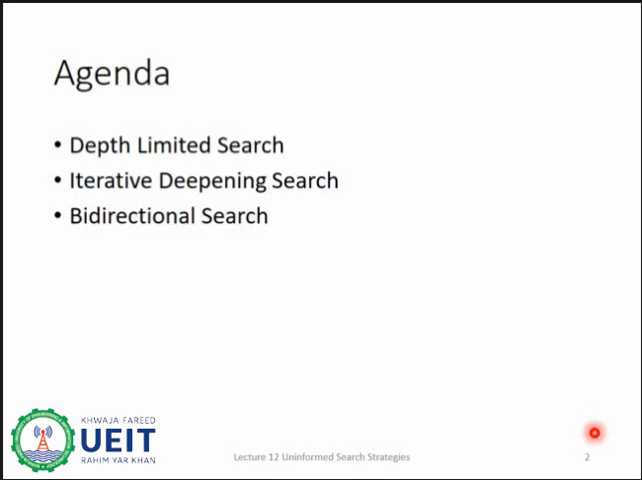 Agenda
• Depth Limited Search
• Iterative Deepening Search
• Bidirectional Search
KHWAJA FAREED
UEIT
RAHIM YAR KHAN
Lecture 12 Uninformed Search Strategies
2